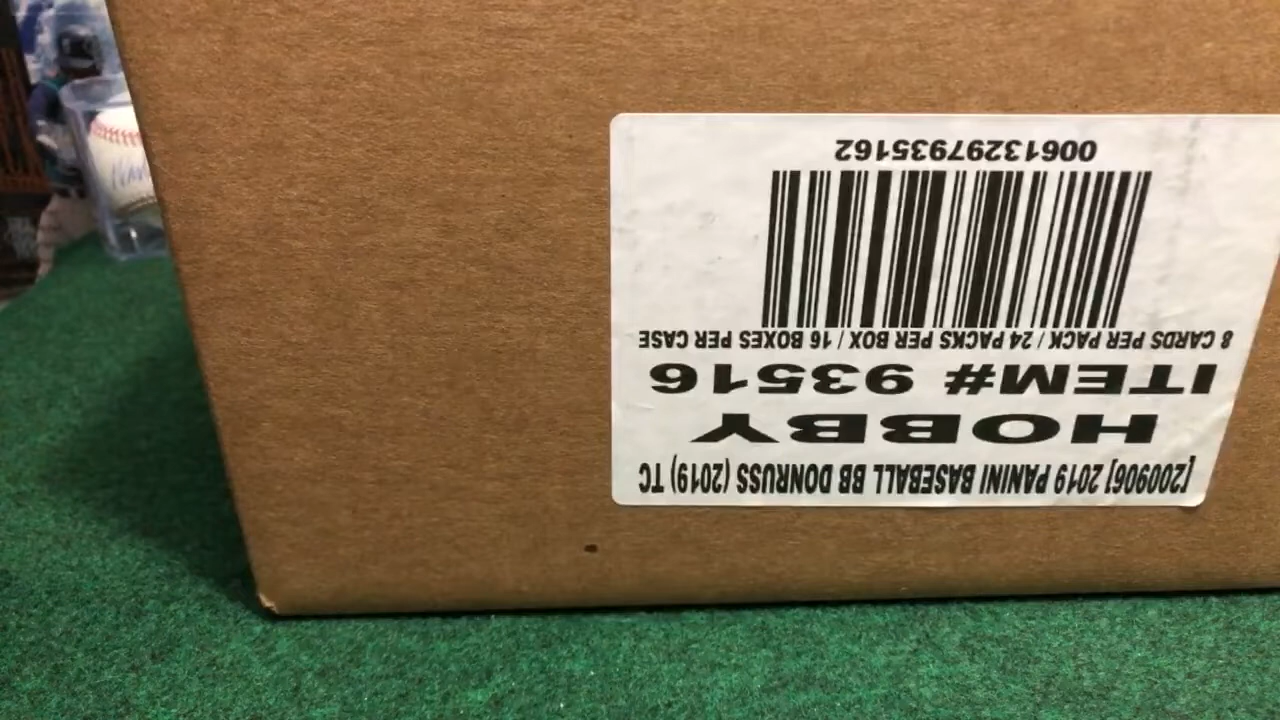 [200906] 2019 PANINI BASEBALL BB DONRUSS (2019) TC
HOBBY
ITEM# 93516
8 CARDS PER PACK / 24 PACKS PER BOX / 16 BOXES PER CASE
00613297935162